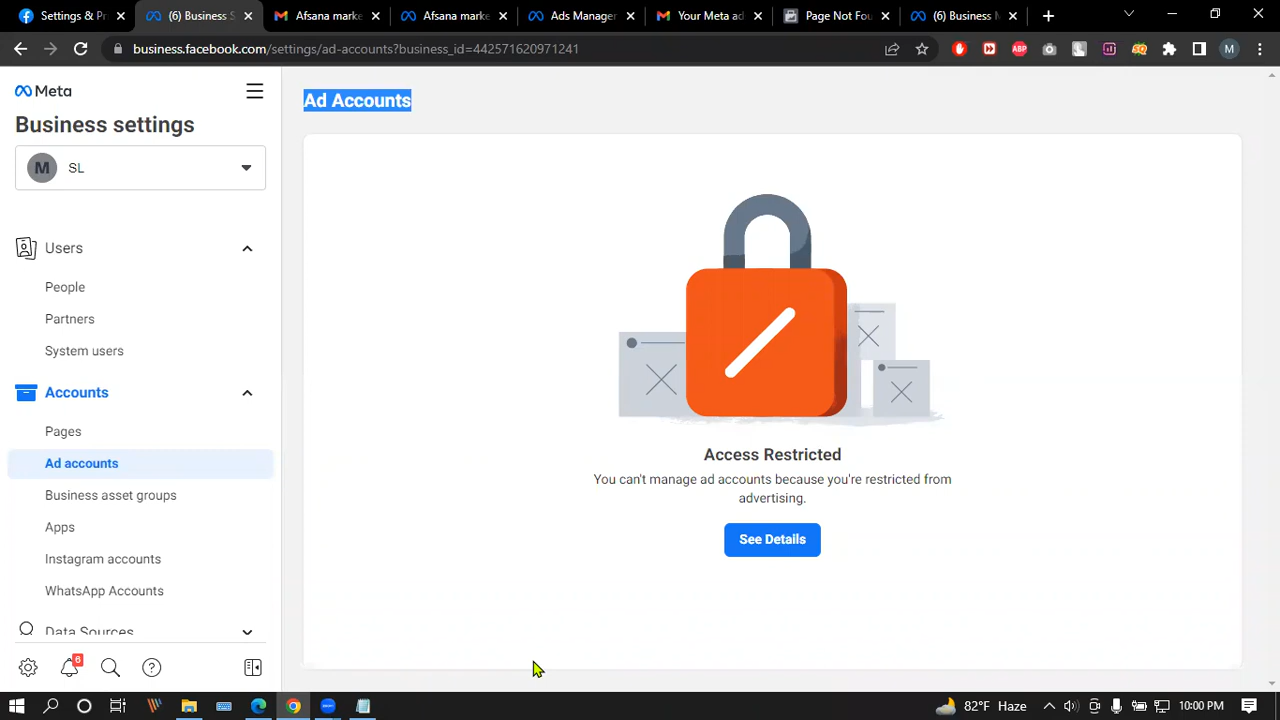 Settings & Pr
(6) Business S
Afsana marke
Afsana marke
Ads Manager
Your Meta ad
Page Not Fou
(6) Business M
business.facebook.com/settings/ad-accounts?business_id=442571620971241
ABP
M
Meta
Business settings
M SL
Users
People
Partners
System users
Accounts
Pages
Ad accounts
Business asset groups
Apps
Instagram accounts
WhatsApp Accounts
Data Sources
6
Ad Accounts
Access Restricted
You can't manage ad accounts because you're restricted from
advertising.
See Details
82°F Haze
10:00 PM